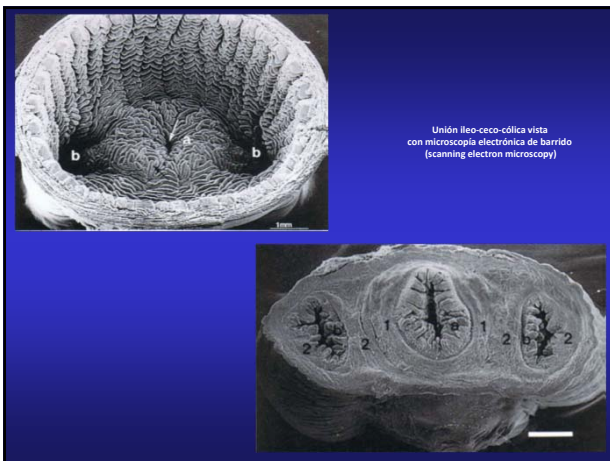 a
b
b
1mm
Unión ileo-ceco-cólica vista
con microscopía electrónica de barrido
(scanning electron microscopy)
2 b 2 1 a 1 2 b 2